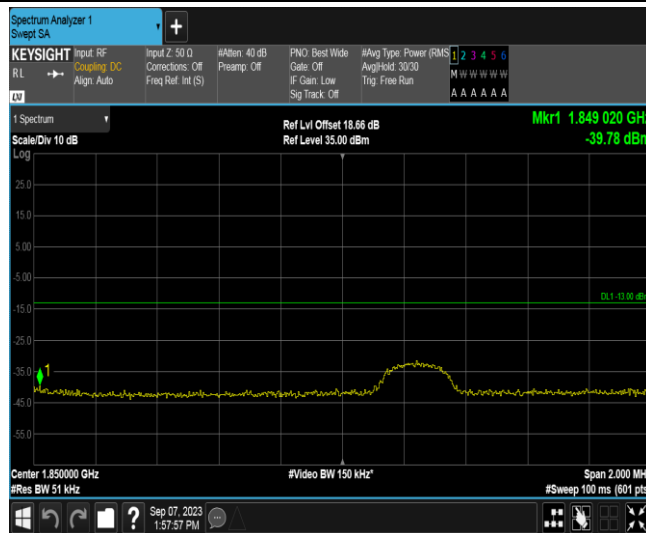 Spectrum Analyzer 1
Swept SA
+
KEYSIGHT
RL
LXI
Input: RF
Coupling: DC
Align: Auto
Input Z: 50 Ω
Corrections: Off
Freq Ref: Int (S)
#Atten: 40 dB
Preamp: Off
PNO: Best Wide
Gate: Off
IF Gain: Low
Sig Track: Off
#Avg Type: Power (RMS
Avg|Hold: 30/30
Trig: Free Run
1 2 3 4 5 6
M W W W W W
A A A A A A
1 Spectrum
Scale/Div 10 dB
Ref Lvl Offset 18.66 dB
Ref Level 35.00 dBm
Mkr1 1.849 020 GHz
-39.78 dBm
Log
25.0
15.0
5.00
-5.00
-15.0
-25.0
-35.0
-45.0
-55.0
DL1 -13.00 dBm
1
Center 1.850000 GHz
#Res BW 51 kHz
#Video BW 150 kHz*
Span 2.000 MH
#Sweep 100 ms (601 pts
?
Sep 07, 2023
1:57:57 PM